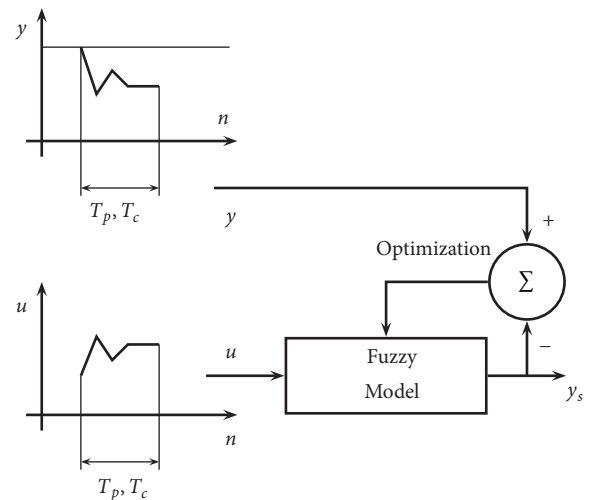 y
n
T_p, T_c
y
+
Optimization
Σ
u
u
Fuzzy
Model
−
y_s
n
T_p, T_c